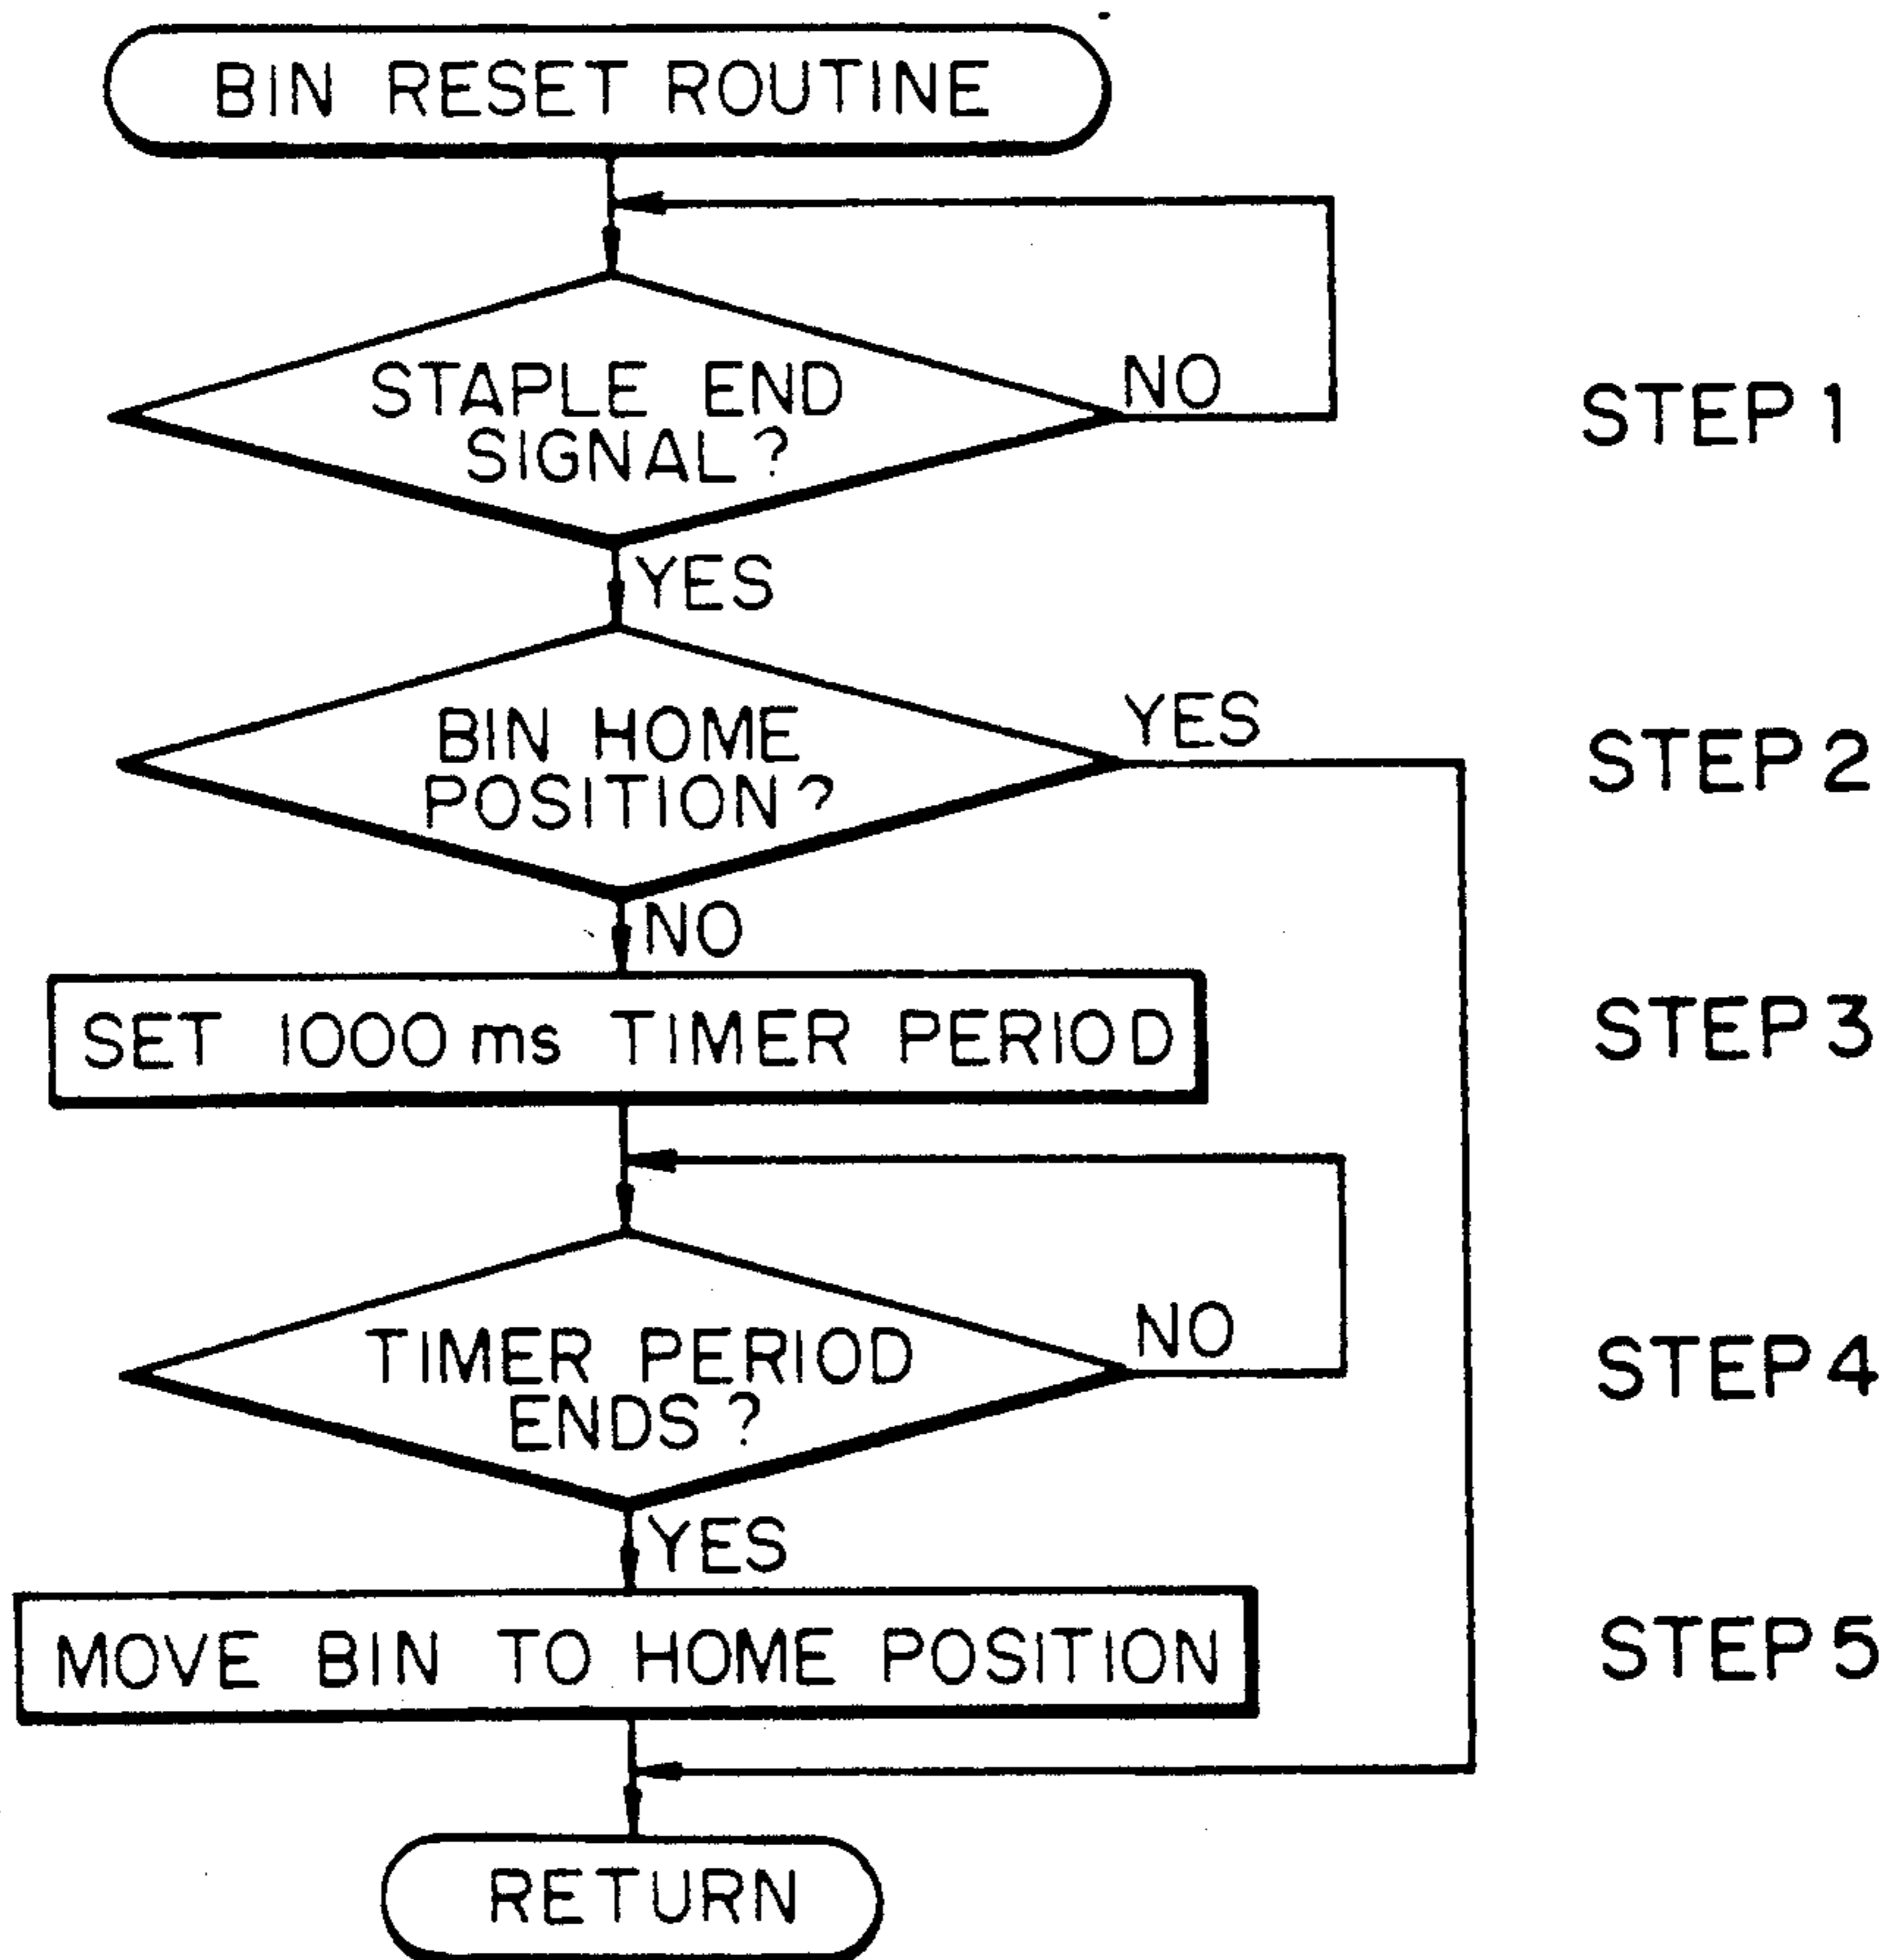 BIN RESET ROUTINE
STAPLE END
SIGNAL?
NO
STEP 1
YES
BIN HOME
POSITION?
YES
STEP 2
NO
SET 1000 ms TIMER PERIOD
STEP 3
TIMER PERIOD
ENDS?
NO
STEP 4
YES
MOVE BIN TO HOME POSITION
STEP 5
RETURN